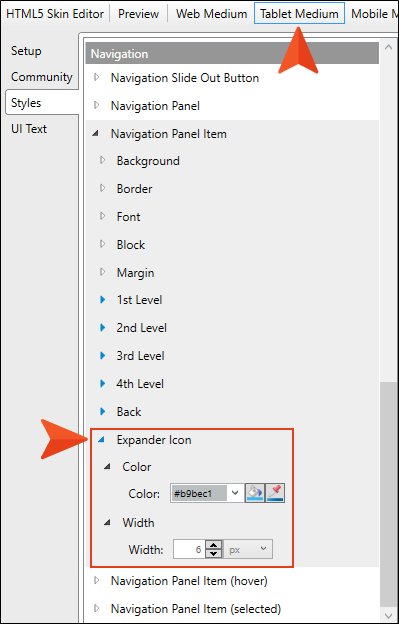 HTML5 Skin Editor Preview Web Medium Tablet Medium Mobile M
Setup
Community
Styles
UI Text
Navigation
Navigation Slide Out Button
Navigation Panel
Navigation Panel Item
Background
Border
Font
Block
Margin
1st Level
2nd Level
3rd Level
4th Level
Back
Expander Icon
Color
Color: #b9bec1
Width
Width: 6 px
Navigation Panel Item (hover)
Navigation Panel Item (selected)